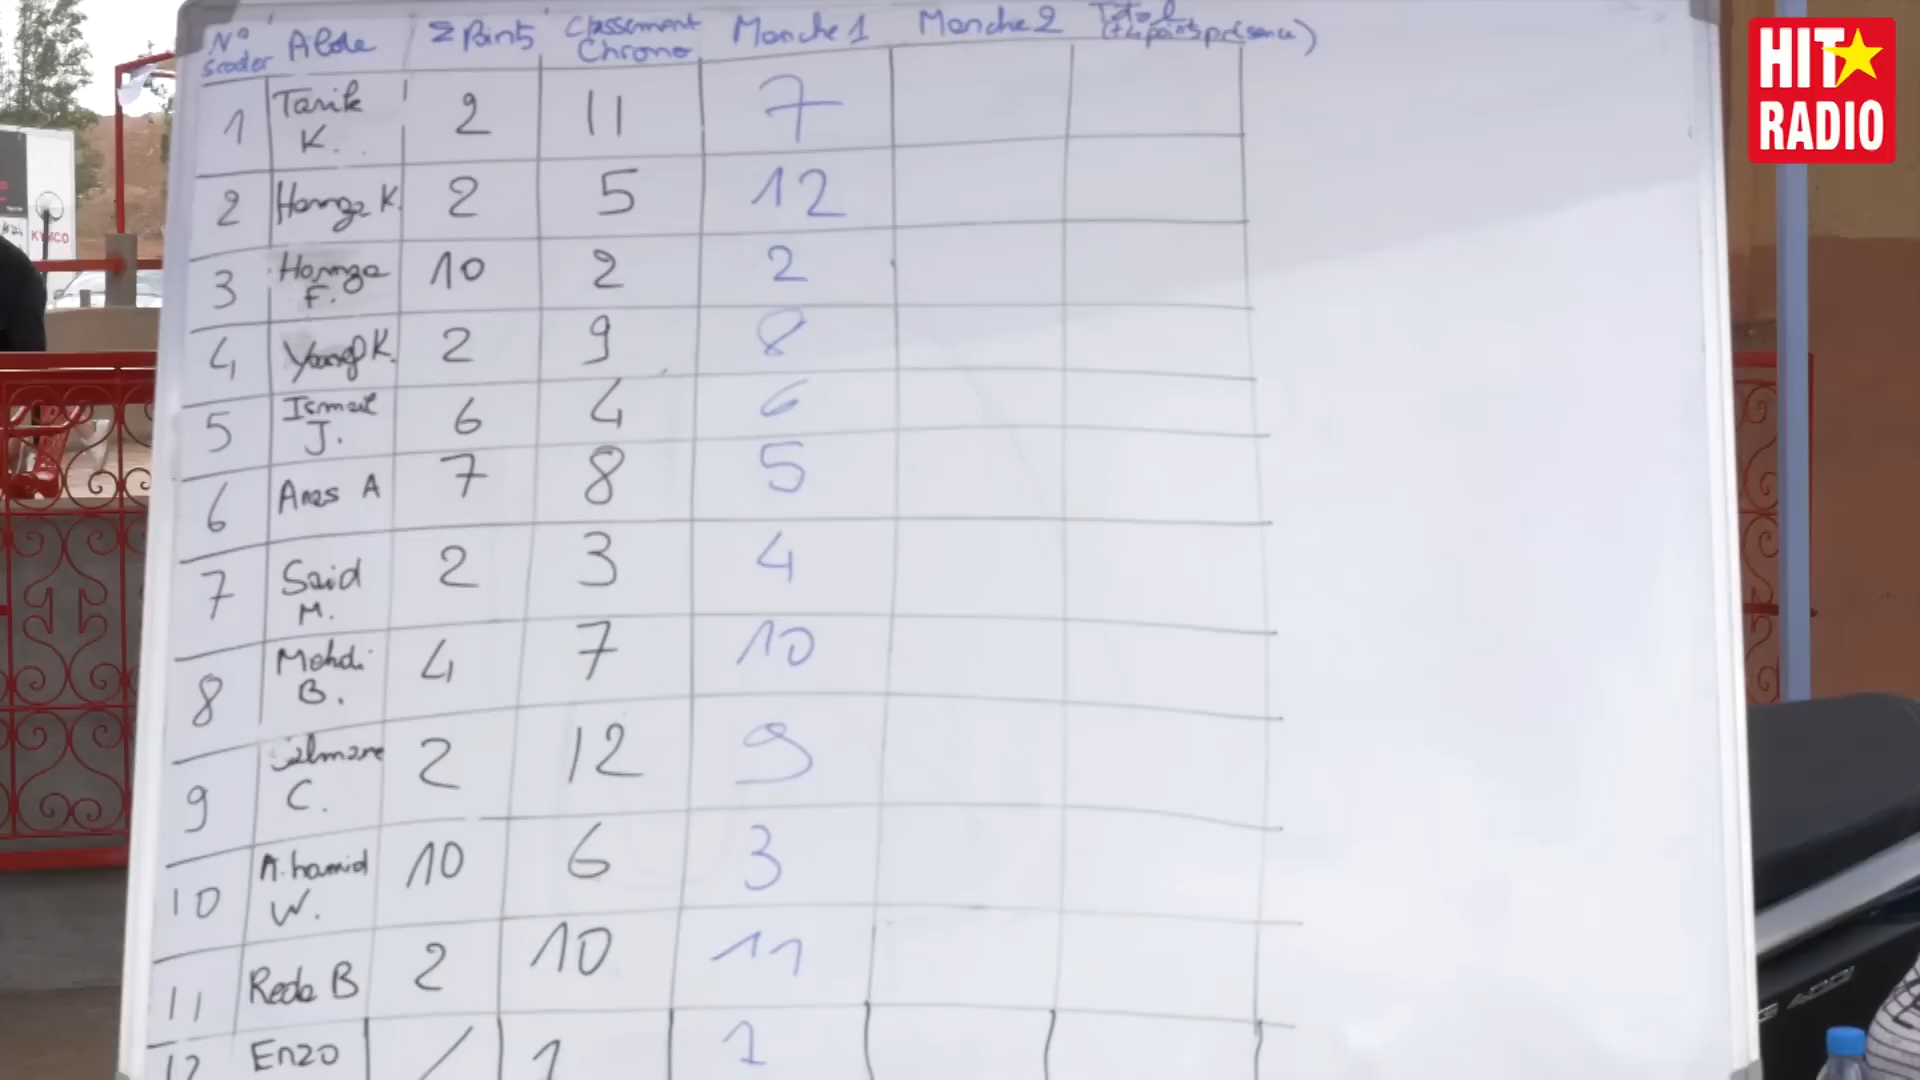 N° scooter Σ Points Classement Chrono Manche 1 Manche 2 Total
1 Tarik K. 2 11 7
2 Hamza K. 2 5 12
3 Hamza F. 10 2 2
4 K. 2 9 8
5 Ismail J. 6 4 6
6 Anas A 7 8 5
7 Said M. 2 3 4
8 Mehdi B. 4 7 10
9 C. 2 12 9
10 A.hamid W. 10 6 3
11 Reda B 2 10 11
12 Enzo / 1 1
HIT
RADIO
KYMCO